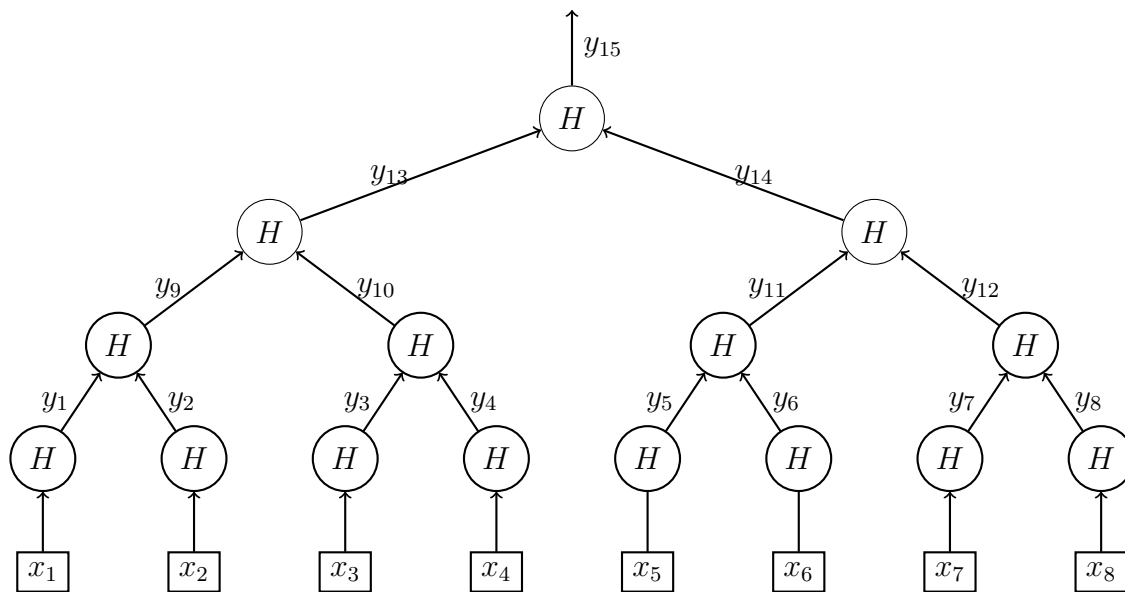 y₁₅
H
y₁₃ y₁₄
H H
y₉ y₁₀ y₁₁ y₁₂
H H H H
y₁ y₂ y₃ y₄ y₅ y₆ y₇ y₈
H H H H H H H H
x₁ x₂ x₃ x₄ x₅ x₆ x₇ x₈